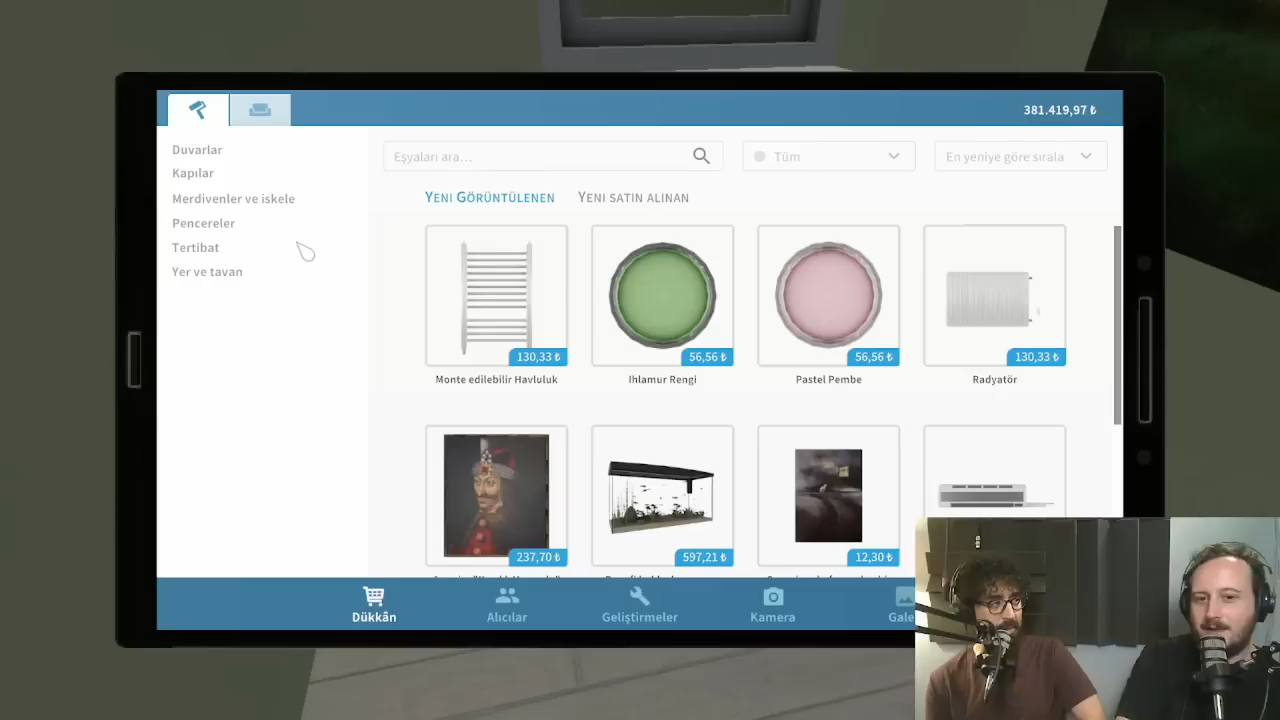 381.419,97 ₺
Duvarlar
Kapılar
Merdivenler ve iskele
Pencereler
Tertibat
Yer ve tavan
Eşyaları ara...
Tüm
En yeniye göre sırala
Yeni Görüntülenen
Yeni satın alınan
130,33 ₺
56,56 ₺
56,56 ₺
130,33 ₺
Monte edilebilir Havluluk
Ihlamur Rengi
Pastel Pembe
Radyatör
237,70 ₺
597,21 ₺
12,30 ₺
Dükkân
Alıcılar
Geliştirmeler
Kamera
Gale